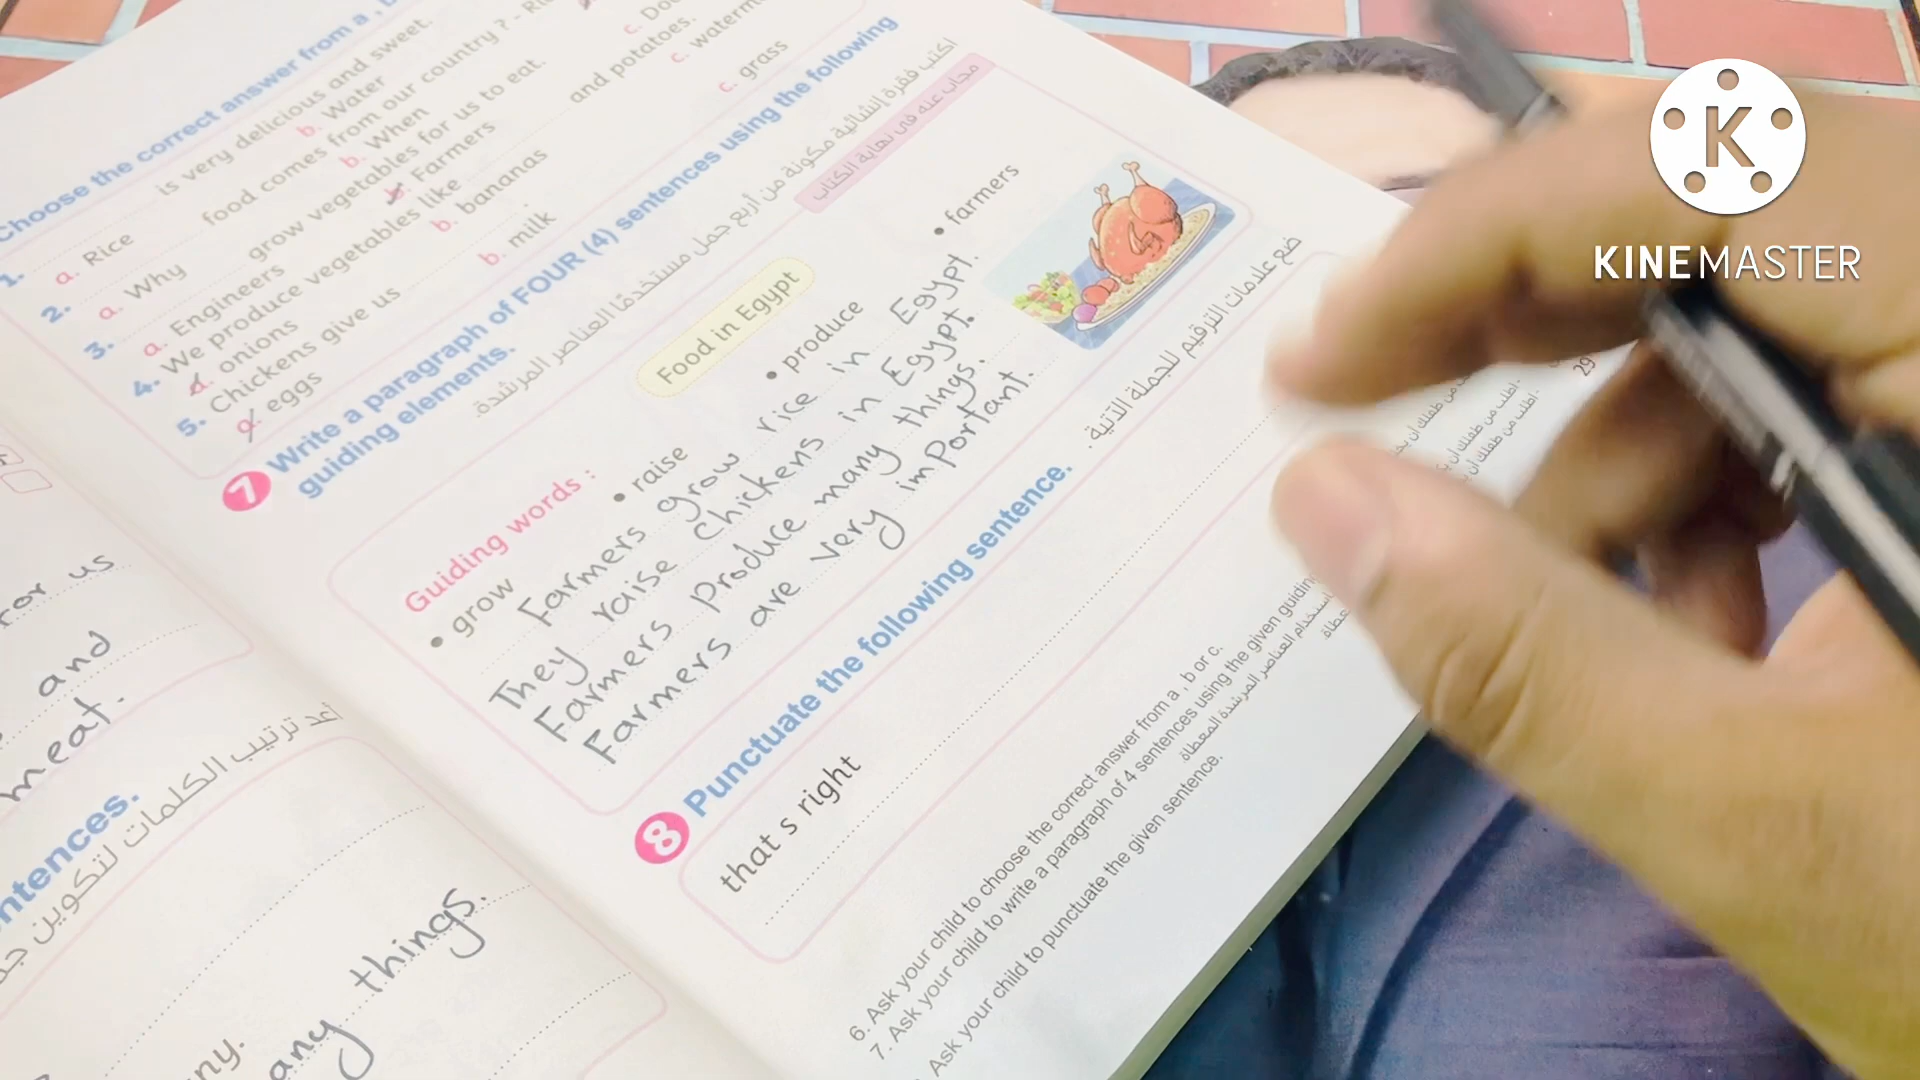 Choose the correct answer from a , b
1. .......... is very delicious and sweet.
a. Rice b. Water
2. .......... food comes from our country ? -
a. Why b. When c.
3. .......... grow vegetables for us to eat.
a. Engineers b. Farmers
4. We produce vegetables like .......... and potatoes.
a. onions b. bananas c.
5. Chickens give us ..........
a. eggs b. milk c. grass
7 Write a paragraph of FOUR (4) sentences using the following
guiding elements.
اكتب فقرة إنشائية مكونة من أربع جمل مستخدمًا العناصر المرشدة.
مجاب عنه في نهاية الكتاب
Food in Egypt
Guiding words :
• grow • raise • produce • farmers
Farmers grow rice in Egypt.
They raise chickens in Egypt.
Farmers produce many things.
Farmers are very imPortant.
8 Punctuate the following sentence.
ضع علامات الترقيم للجملة التتية.
that s right
6. Ask your child to choose the correct answer from a , b or c.
7. Ask your child to write a paragraph of 4 sentences using the given guiding
Ask your child to punctuate the given sentence.
29
us
and
meat.
ntences.
أعد ترتيب الكلمات لتكوين
things.
any
ny.
K
KINEMASTER